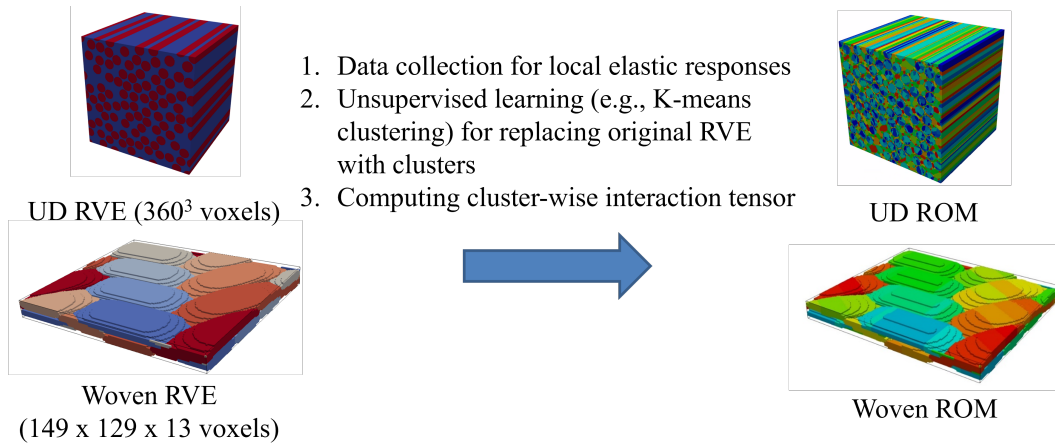 1. Data collection for local elastic responses
2. Unsupervised learning (e.g., K-means
clustering) for replacing original RVE
with clusters
3. Computing cluster-wise interaction tensor
UD RVE (360³ voxels)
UD ROM
Woven RVE
(149 x 129 x 13 voxels)
Woven ROM